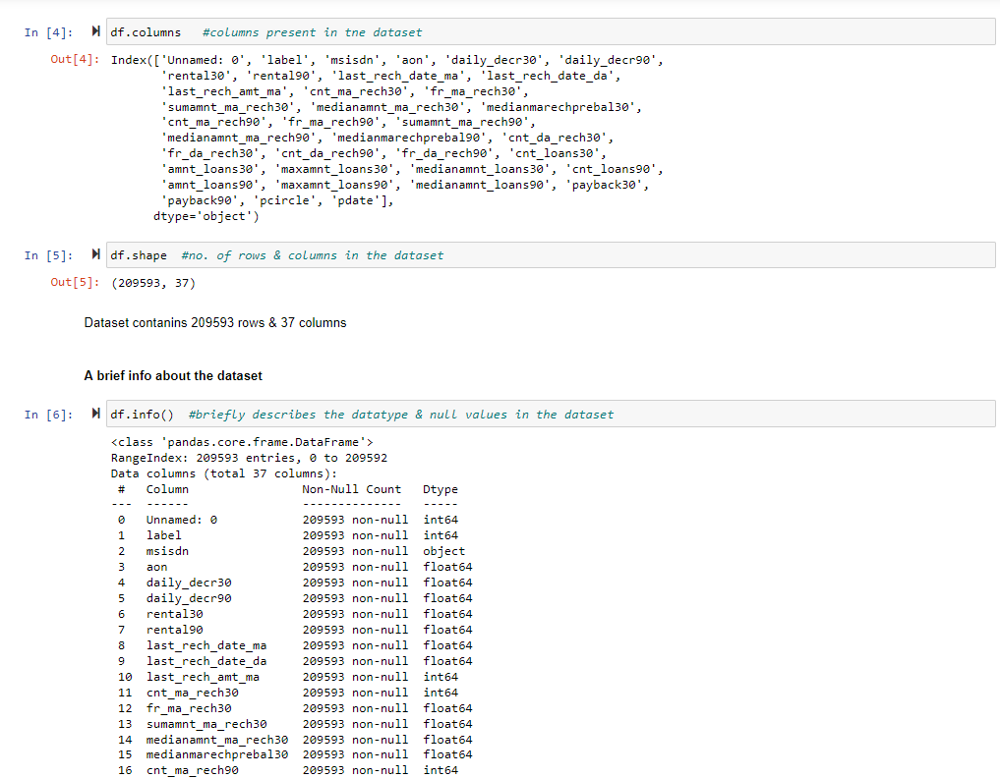 In [4]: df.columns #columns present in tne dataset
Out[4]: Index(['Unnamed: 0', 'label', 'msisdn', 'aon', 'daily_decr30', 'daily_decr90',
'rental30', 'rental90', 'last_rech_date_ma', 'last_rech_date_da',
'last_rech_amt_ma', 'cnt_ma_rech30', 'fr_ma_rech30',
'sumamnt_ma_rech30', 'medianamnt_ma_rech30', 'medianmarechprebal30',
'cnt_ma_rech90', 'fr_ma_rech90', 'sumamnt_ma_rech90',
'medianamnt_ma_rech90', 'medianmarechprebal90', 'cnt_da_rech30',
'fr_da_rech30', 'cnt_da_rech90', 'fr_da_rech90', 'cnt_loans30',
'amnt_loans30', 'maxamnt_loans30', 'medianamnt_loans30', 'cnt_loans90',
'amnt_loans90', 'maxamnt_loans90', 'medianamnt_loans90', 'payback30',
'payback90', 'pcircle', 'pdate'],
dtype='object')
In [5]: df.shape #no. of rows & columns in the dataset
Out[5]: (209593, 37)
Dataset contanins 209593 rows & 37 columns
A brief info about the dataset
In [6]: df.info() #briefly describes the datatype & null values in the dataset
<class 'pandas.core.frame.DataFrame'>
RangeIndex: 209593 entries, 0 to 209592
Data columns (total 37 columns):
# Column Non-Null Count Dtype
--- ------ -------------- -----
0 Unnamed: 0 209593 non-null int64
1 label 209593 non-null int64
2 msisdn 209593 non-null object
3 aon 209593 non-null float64
4 daily_decr30 209593 non-null float64
5 daily_decr90 209593 non-null float64
6 rental30 209593 non-null float64
7 rental90 209593 non-null float64
8 last_rech_date_ma 209593 non-null float64
9 last_rech_date_da 209593 non-null float64
10 last_rech_amt_ma 209593 non-null int64
11 cnt_ma_rech30 209593 non-null int64
12 fr_ma_rech30 209593 non-null float64
13 sumamnt_ma_rech30 209593 non-null float64
14 medianamnt_ma_rech30 209593 non-null float64
15 medianmarechprebal30 209593 non-null float64
16 cnt_ma_rech90 209593 non-null int64